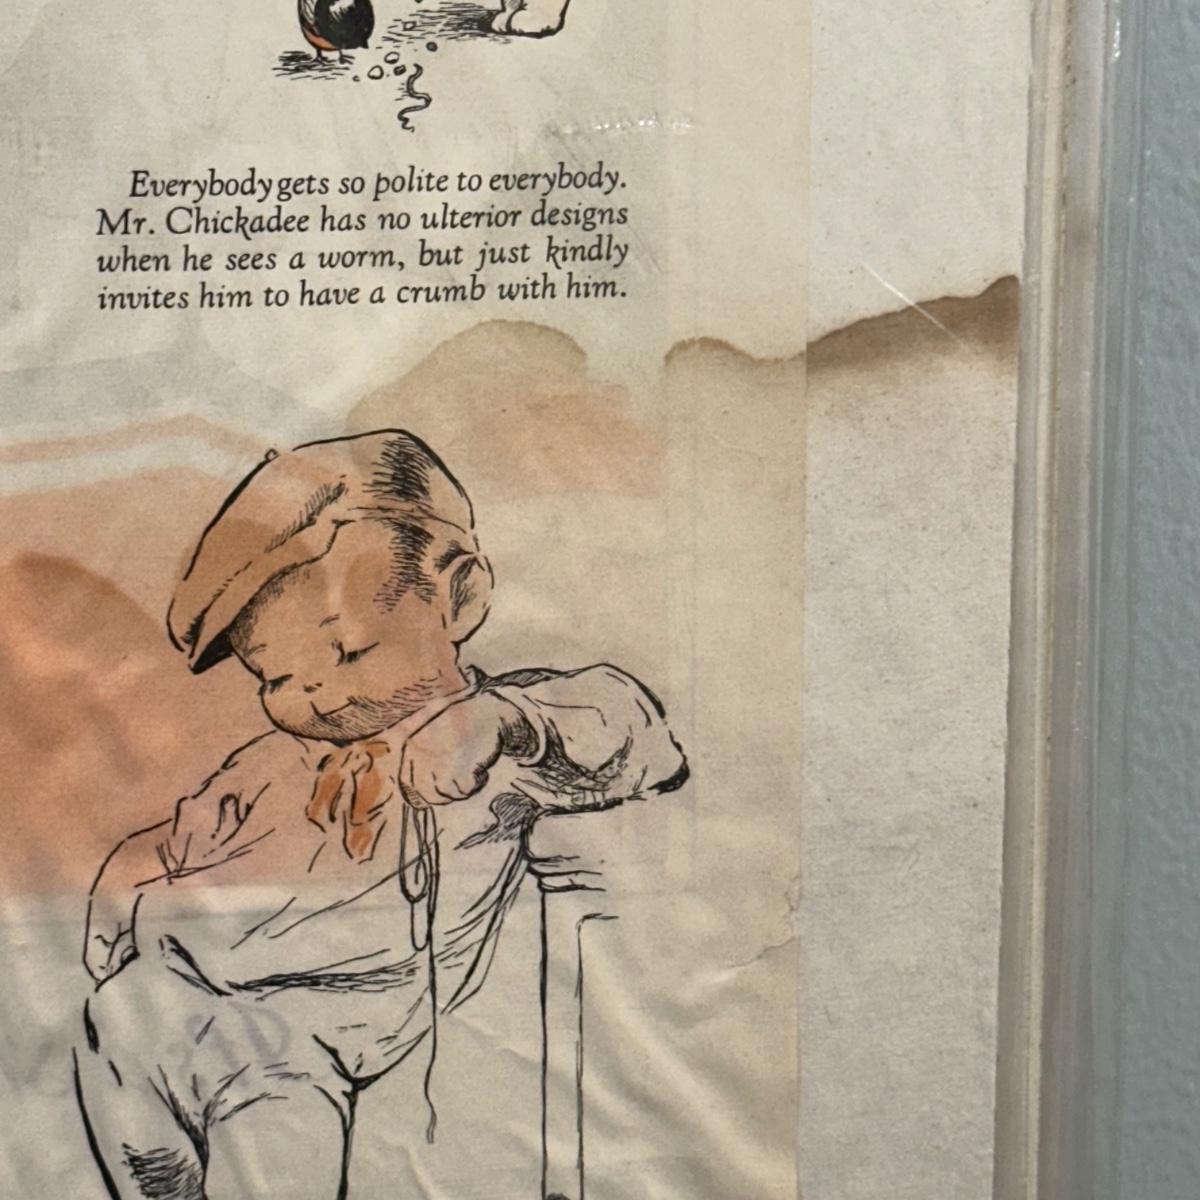 Everybody gets so polite to everybody.
Mr. Chickadee has no ulterior designs
when he sees a worm, but just kindly
invites him to have a crumb with him.